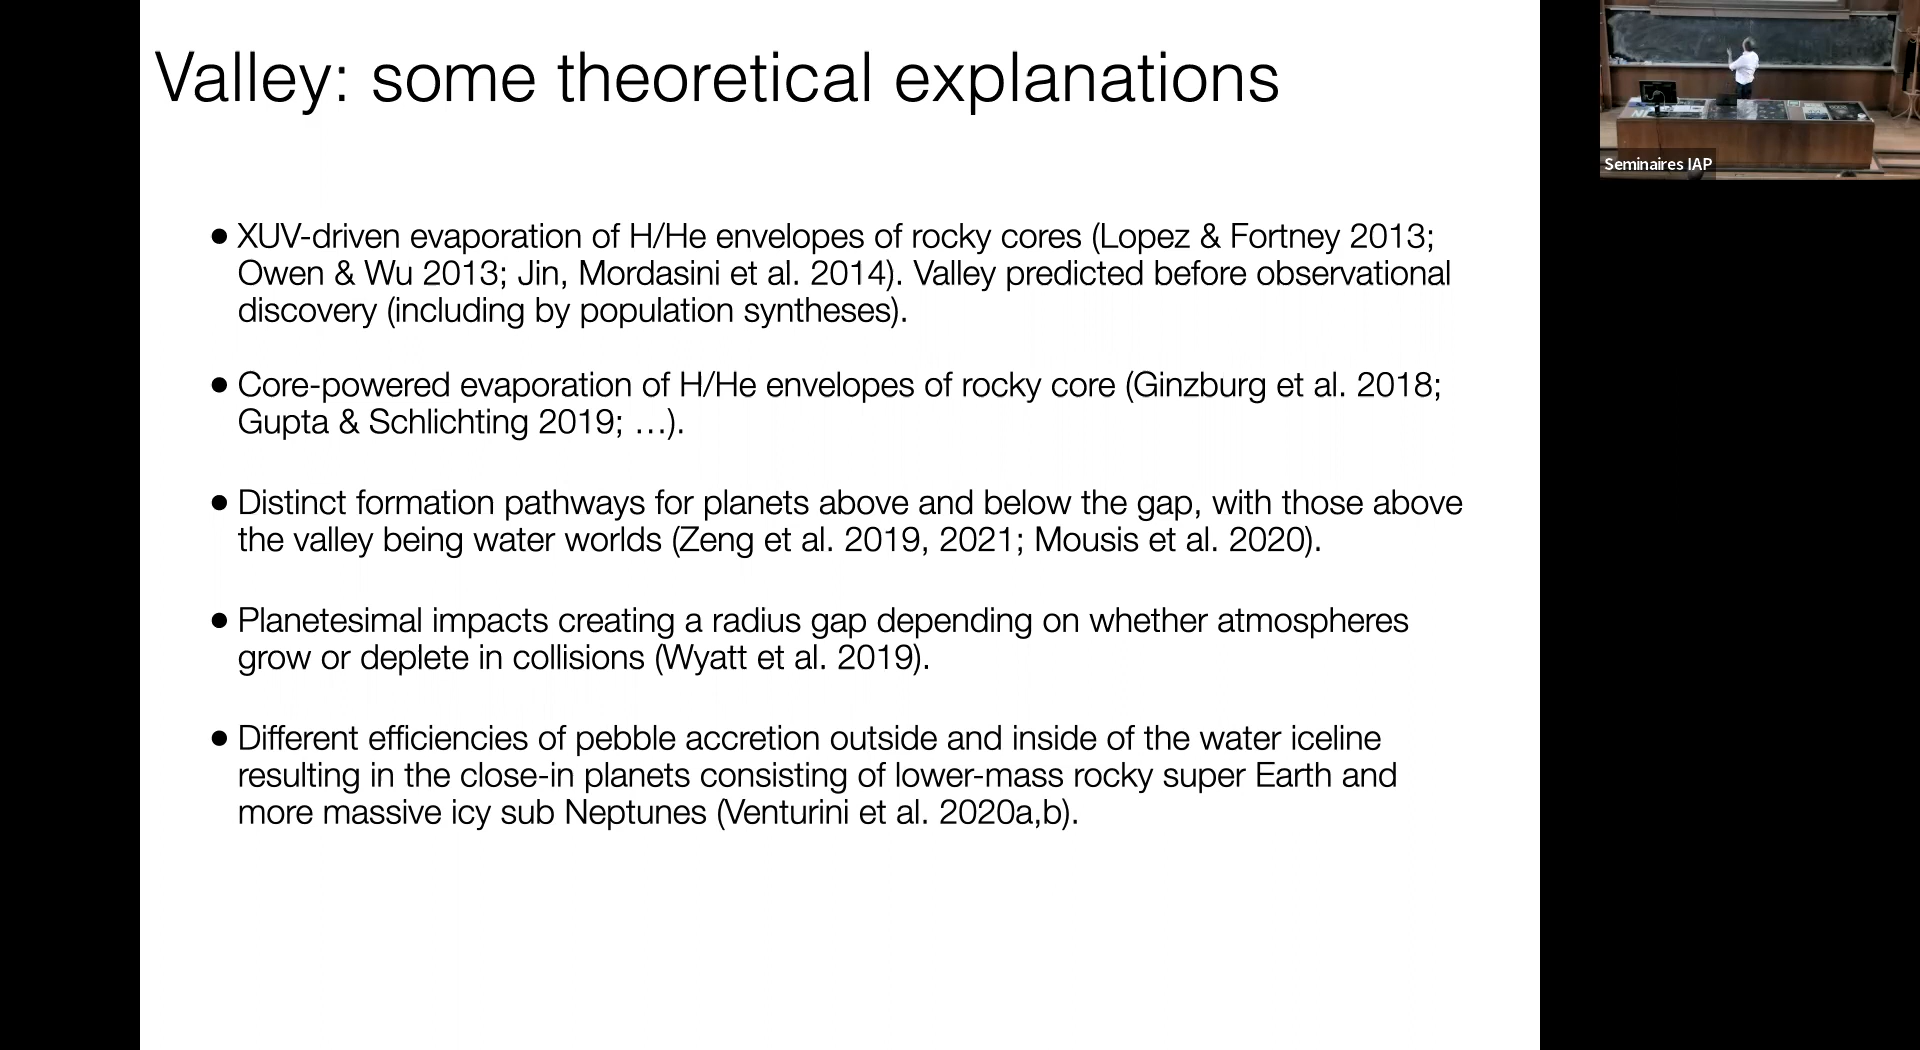 Valley: some theoretical explanations
● XUV-driven evaporation of H/He envelopes of rocky cores (Lopez & Fortney 2013;
Owen & Wu 2013; Jin, Mordasini et al. 2014). Valley predicted before observational
discovery (including by population syntheses).
● Core-powered evaporation of H/He envelopes of rocky core (Ginzburg et al. 2018;
Gupta & Schlichting 2019; …).
● Distinct formation pathways for planets above and below the gap, with those above
the valley being water worlds (Zeng et al. 2019, 2021; Mousis et al. 2020).
● Planetesimal impacts creating a radius gap depending on whether atmospheres
grow or deplete in collisions (Wyatt et al. 2019).
● Different efficiencies of pebble accretion outside and inside of the water iceline
resulting in the close-in planets consisting of lower-mass rocky super Earth and
more massive icy sub Neptunes (Venturini et al. 2020a,b).
Seminaires IAP